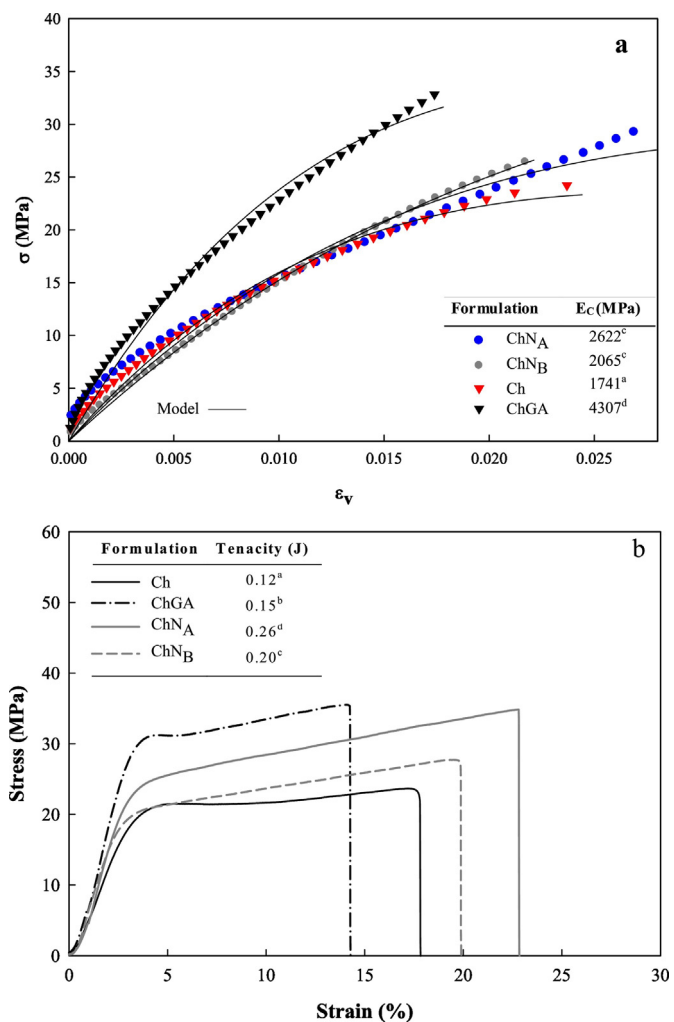 a
40
35
30
25
20
15
10
5
0
σ (MPa)
Formulation E_C (MPa)
ChN_A 2622^c
ChN_B 2065^c
Ch 1741^a
ChGA 4307^d
Model
0.000 0.005 0.010 0.015 0.020 0.025
ε_v
b
60
50
40
30
20
10
0
Stress (MPa)
Formulation Tenacity (J)
Ch 0.12^a
ChGA 0.15^b
ChN_A 0.26^d
ChN_B 0.20^c
0 5 10 15 20 25 30
Strain (%)